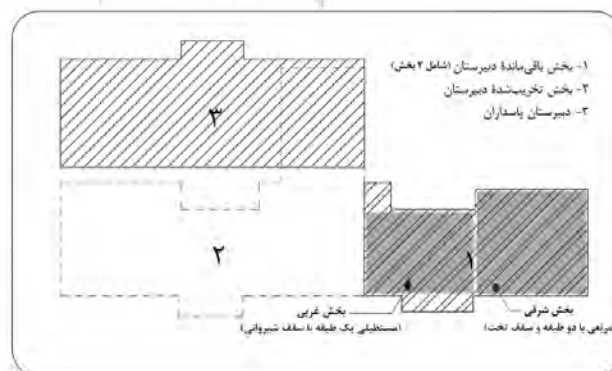 ۱- بخش باقی‌ماندهٔ دبیرستان (شامل ۲ بخش)
۲- بخش تخریب‌شدهٔ دبیرستان
۳- دبیرستان پاسداران
۳
۲
۱
بخش شرقی
(مربعی با دو طبقه و سقف تخت)
بخش غربی
(مستطیلی یک طبقه با سقف شیروانی)